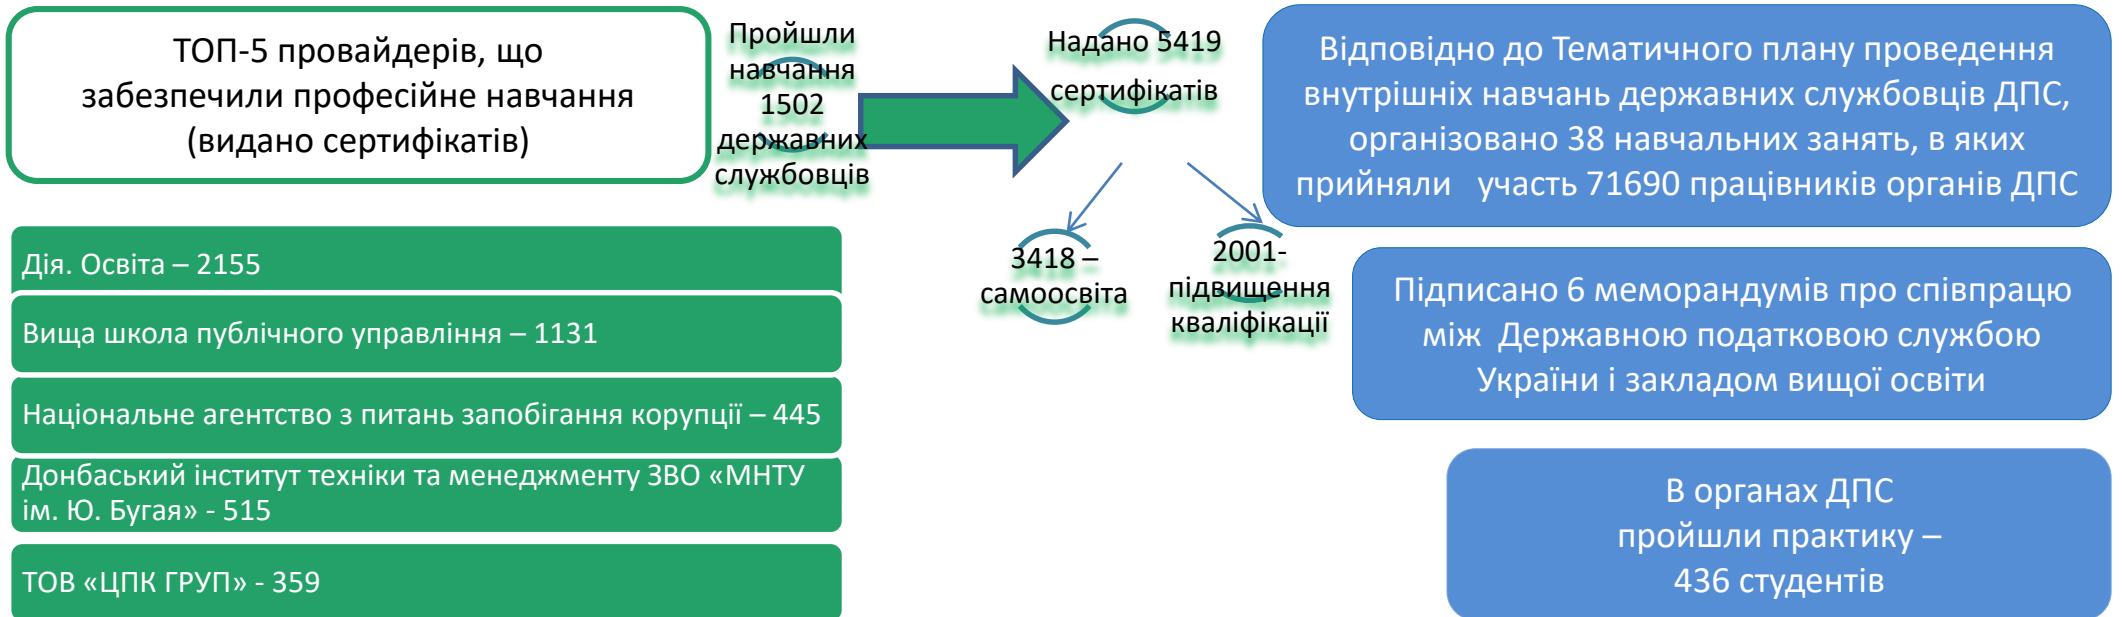 ТОП-5 провайдерів, що
забезпечили професійне навчання
(видано сертифікатів)
Пройшли
навчання
1502
державних
службовців
Надано 5419
сертифікатів
3418 –
самоосвіта
2001-
підвищення
кваліфікації
Дія. Освіта – 2155
Вища школа публічного управління – 1131
Національне агентство з питань запобігання корупції – 445
Донбаський інститут техніки та менеджменту ЗВО «МНТУ
ім. Ю. Бугая» - 515
ТОВ «ЦПК ГРУП» - 359
Відповідно до Тематичного плану проведення
внутрішніх навчань державних службовців ДПС,
організовано 38 навчальних занять, в яких
прийняли участь 71690 працівників органів ДПС
Підписано 6 меморандумів про співпрацю
між Державною податковою службою
України і закладом вищої освіти
В органах ДПС
пройшли практику –
436 студентів